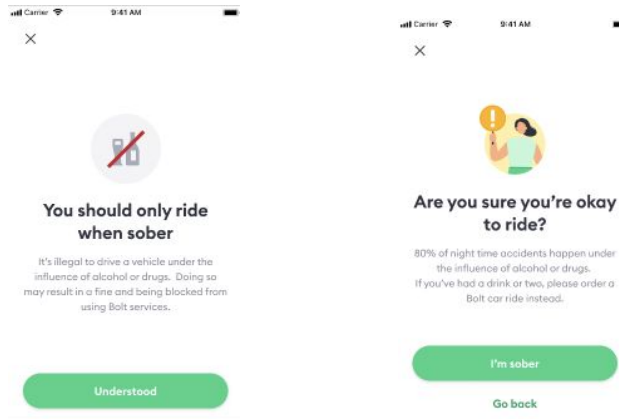 Carrier 9:41 AM
You should only ride
when sober
It's illegal to drive a vehicle under the
influence of alcohol or drugs. Doing so
may result in a fine and being blocked from
using Bolt services.
Understood
Carrier 9:41 AM
Are you sure you're okay
to ride?
80% of night time accidents happen under
the influence of alcohol or drugs.
If you've had a drink or two, please order a
Bolt car ride instead.
I'm sober
Go back